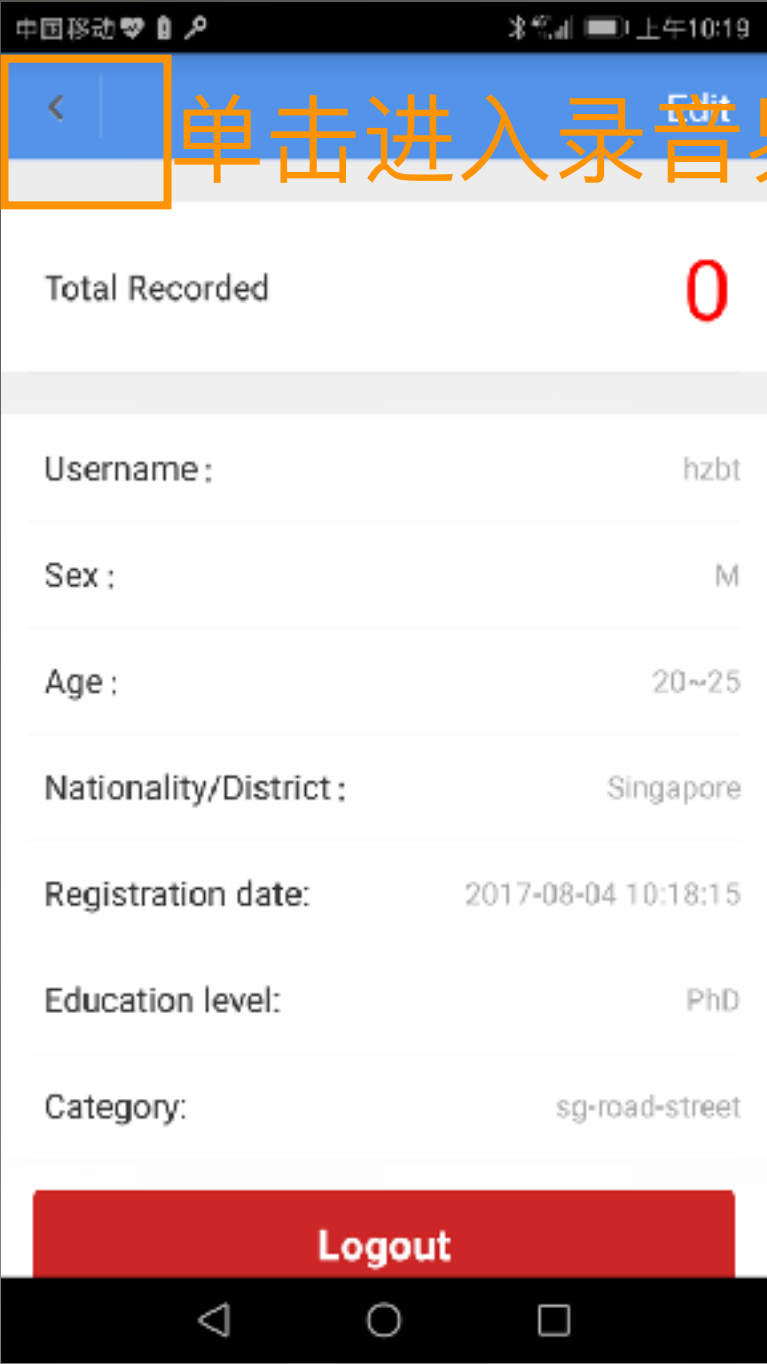 中国移动 上午10:19
Edit
单击进入录音
Total Recorded 0
Username : hzbt
Sex : M
Age : 20~25
Nationality/District : Singapore
Registration date: 2017-08-04 10:18:15
Education level: PhD
Category: sg-road-street
Logout